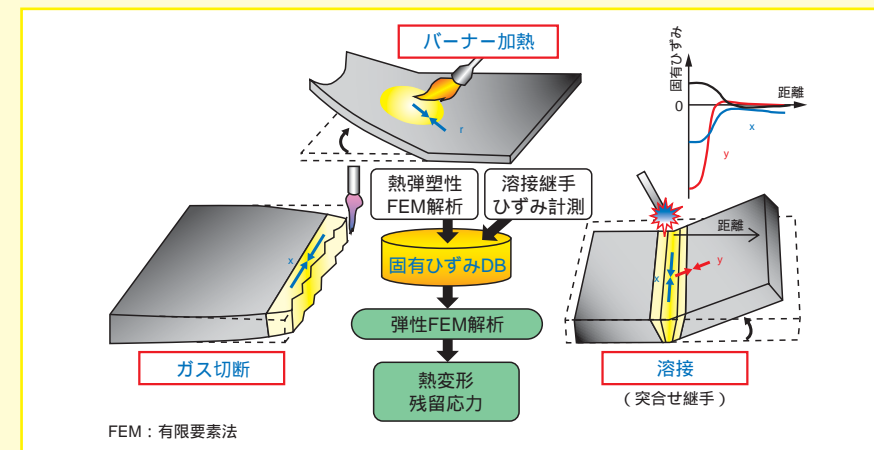 バーナー加熱
r
固有ひずみ
0
距離
x
y
熱弾塑性
FEM解析
溶接継手
ひずみ計測
固有ひずみDB
弾性FEM解析
熱変形
残留応力
x
ガス切断
距離
x
y
溶接
(突合せ継手)
FEM:有限要素法